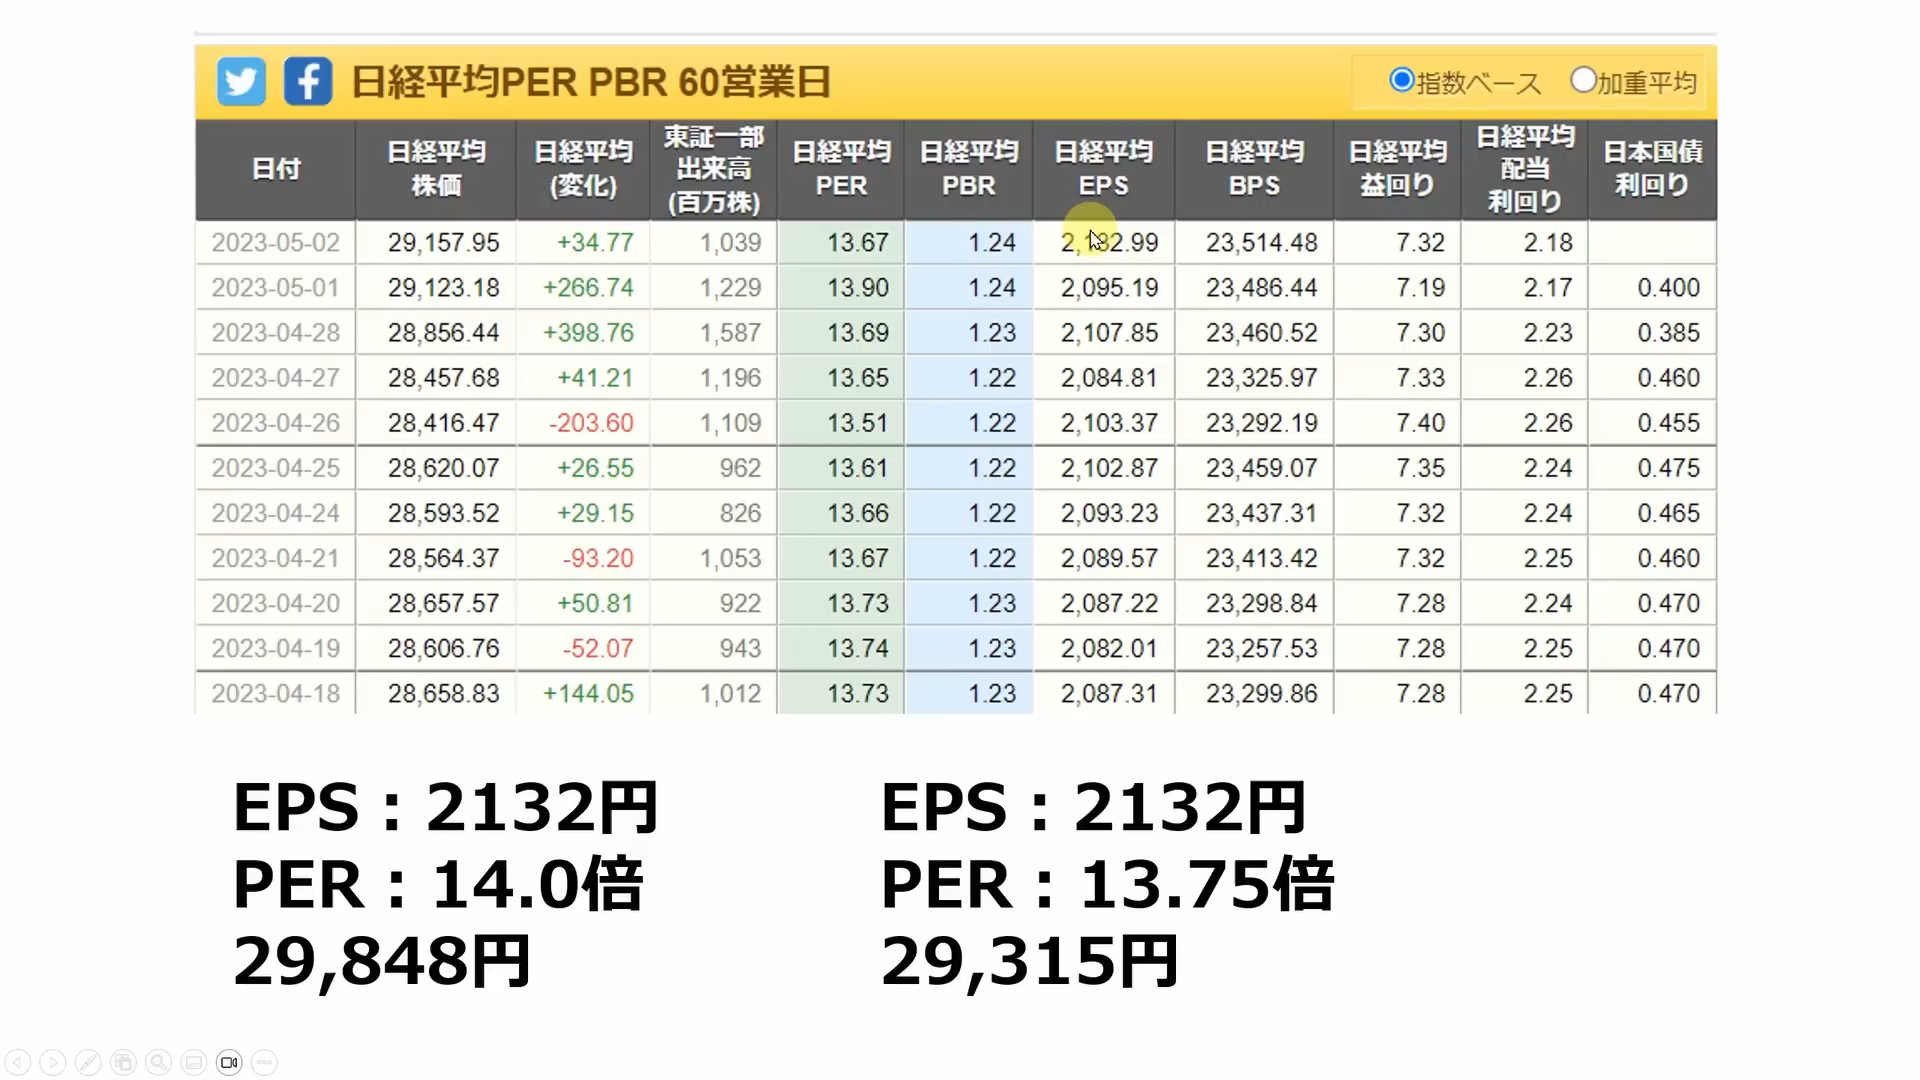 日経平均PER PBR 60営業日 指数ベース 加重平均
日付 日経平均株価 日経平均(変化) 東証一部出来高(百万株) 日経平均PER 日経平均PBR 日経平均EPS 日経平均BPS 日経平均益回り 日経平均配当利回り 日本国債利回り
2023-05-02 29,157.95 +34.77 1,039 13.67 1.24 2,132.99 23,514.48 7.32 2.18
2023-05-01 29,123.18 +266.74 1,229 13.90 1.24 2,095.19 23,486.44 7.19 2.17 0.400
2023-04-28 28,856.44 +398.76 1,587 13.69 1.23 2,107.85 23,460.52 7.30 2.23 0.385
2023-04-27 28,457.68 +41.21 1,196 13.65 1.22 2,084.81 23,325.97 7.33 2.26 0.460
2023-04-26 28,416.47 -203.60 1,109 13.51 1.22 2,103.37 23,292.19 7.40 2.26 0.455
2023-04-25 28,620.07 +26.55 962 13.61 1.22 2,102.87 23,459.07 7.35 2.24 0.475
2023-04-24 28,593.52 +29.15 826 13.66 1.22 2,093.23 23,437.31 7.32 2.24 0.465
2023-04-21 28,564.37 -93.20 1,053 13.67 1.22 2,089.57 23,413.42 7.32 2.25 0.460
2023-04-20 28,657.57 +50.81 922 13.73 1.23 2,087.22 23,298.84 7.28 2.24 0.470
2023-04-19 28,606.76 -52.07 943 13.74 1.23 2,082.01 23,257.53 7.28 2.25 0.470
2023-04-18 28,658.83 +144.05 1,012 13.73 1.23 2,087.31 23,299.86 7.28 2.25 0.470
EPS：2132円
PER：14.0倍
29,848円
EPS：2132円
PER：13.75倍
29,315円